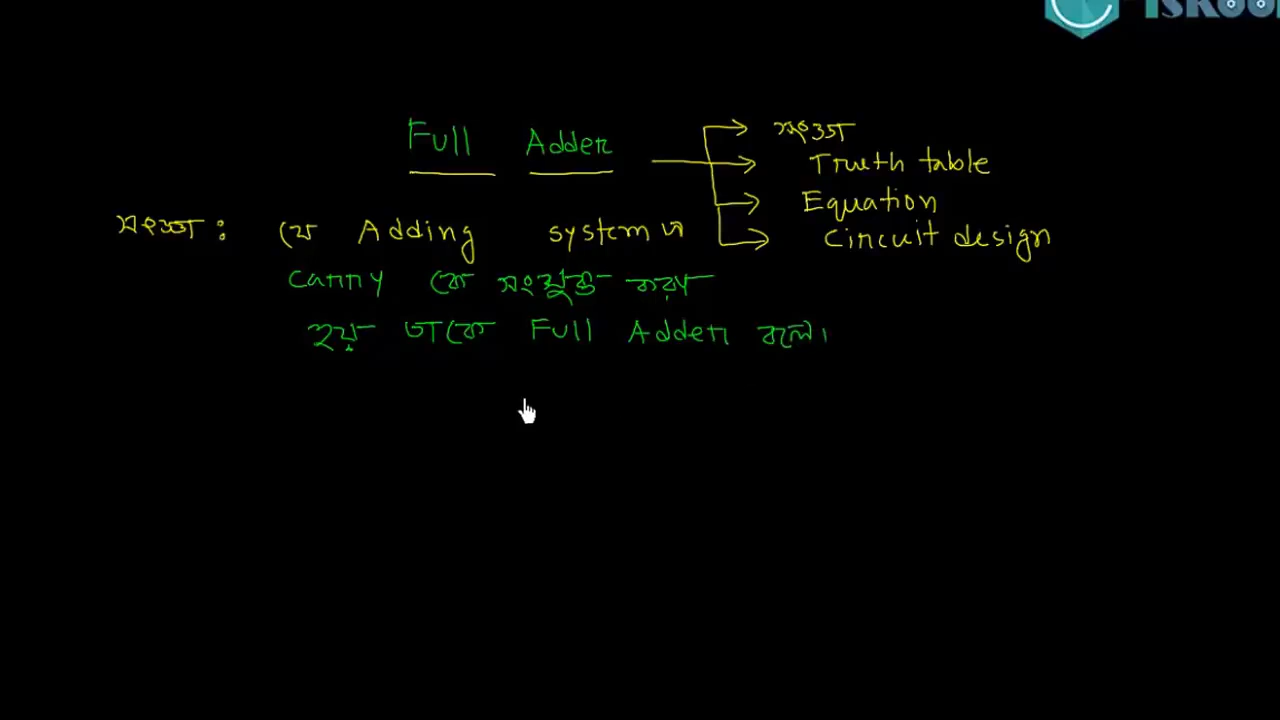 Full Adder
সংজ্ঞা
Truth table
Equation
Circuit design
সংজ্ঞা : যে Adding system এ
carry কে সংযুক্ত করা
হয় তাকে Full Adder বলে।